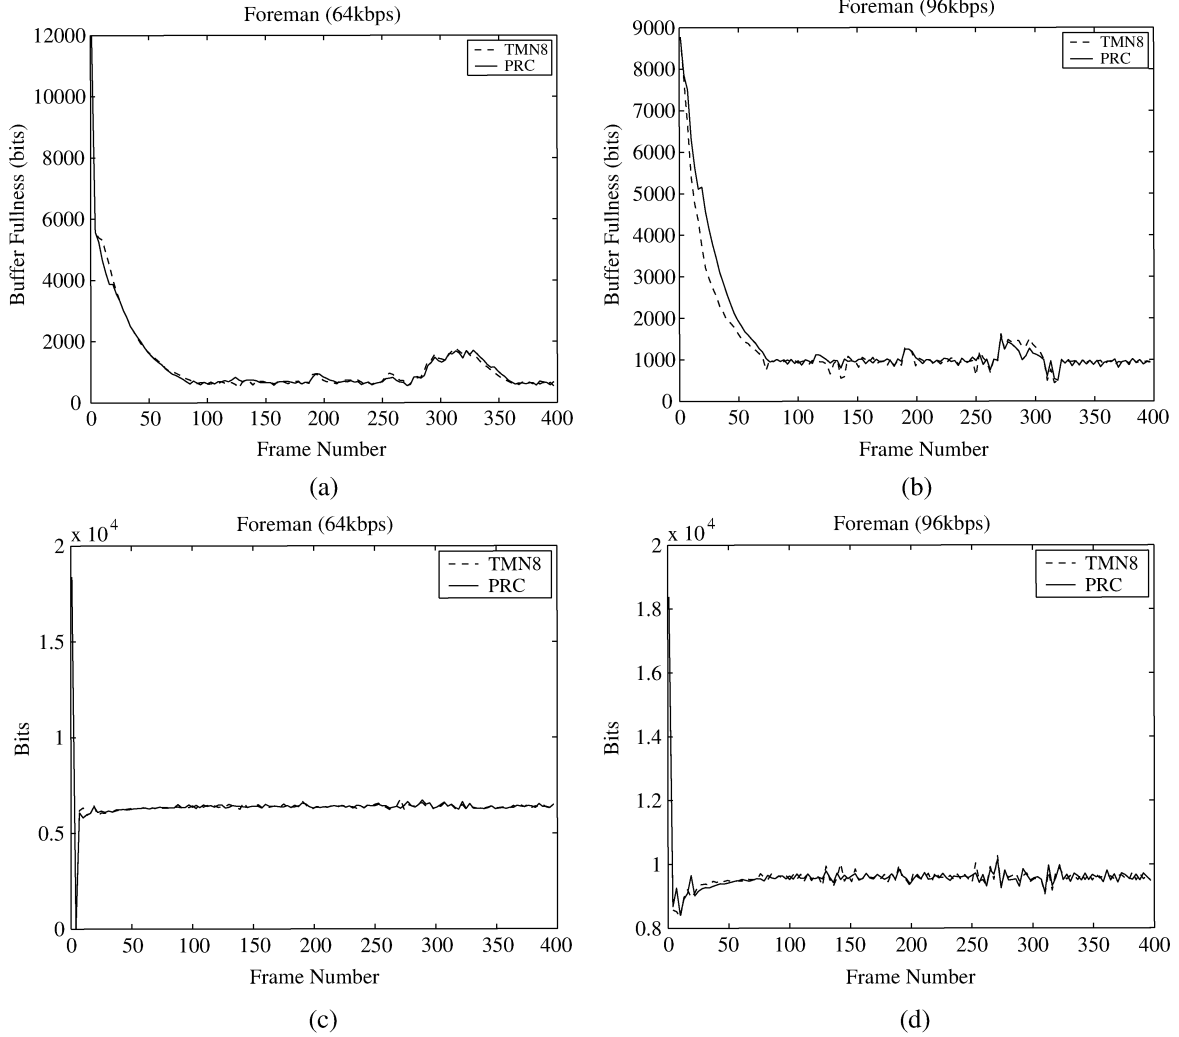 Foreman (64kbps)
12000
10000
8000
6000
4000
2000
0
Buffer Fullness (bits)
TMN8
PRC
0 50 100 150 200 250 300 350 400
Frame Number
(a)
Foreman (96kbps)
9000
8000
7000
6000
5000
4000
3000
2000
1000
0
Buffer Fullness (bits)
TMN8
PRC
0 50 100 150 200 250 300 350 400
Frame Number
(b)
Foreman (64kbps)
x 10^4
2
1.5
1
0.5
0
Bits
TMN8
PRC
0 50 100 150 200 250 300 350 400
Frame Number
(c)
Foreman (96kbps)
x 10^4
2
1.8
1.6
1.4
1.2
1
0.8
Bits
TMN8
PRC
0 50 100 150 200 250 300 350 400
Frame Number
(d)